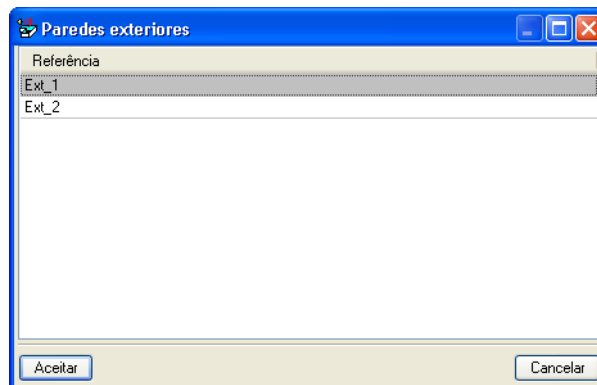 Paredes exteriores
Referência
Ext_1
Ext_2
Aceitar
Cancelar